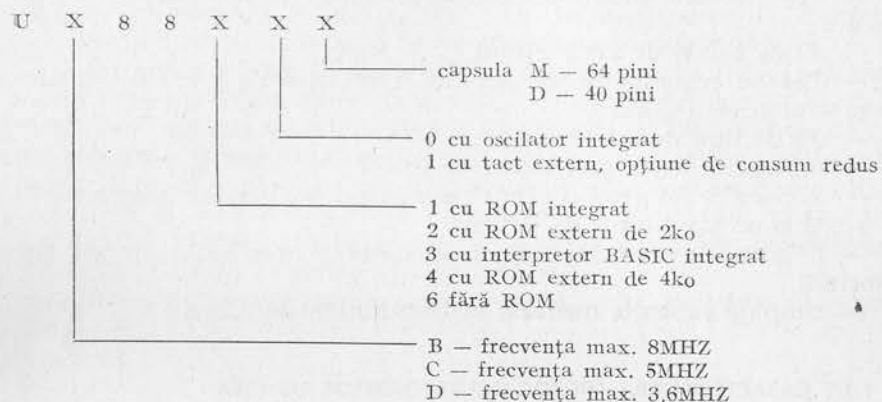 U X 8 8 X X X
capsula M — 64 pini
D — 40 pini
0 cu oscilator integrat
1 cu tact extern, opțiune de consum redus
1 cu ROM integrat
2 cu ROM extern de 2ko
3 cu interpretor BASIC integrat
4 cu ROM extern de 4ko
6 fără ROM
B — frecvența max. 8MHZ
C — frecvența max. 5MHZ
D — frecvența max. 3,6MHZ